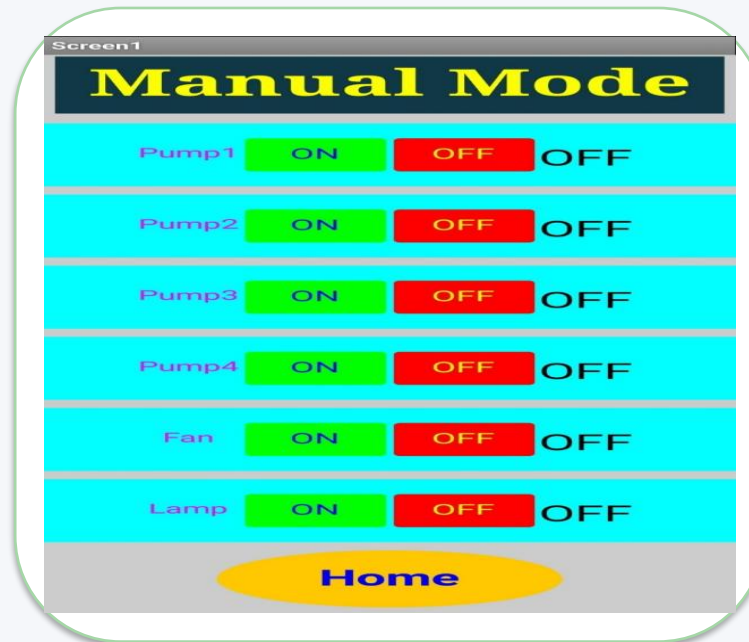 Screen1
Manual Mode
Pump1 ON OFF OFF
Pump2 ON OFF OFF
Pump3 ON OFF OFF
Pump4 ON OFF OFF
Fan ON OFF OFF
Lamp ON OFF OFF
Home